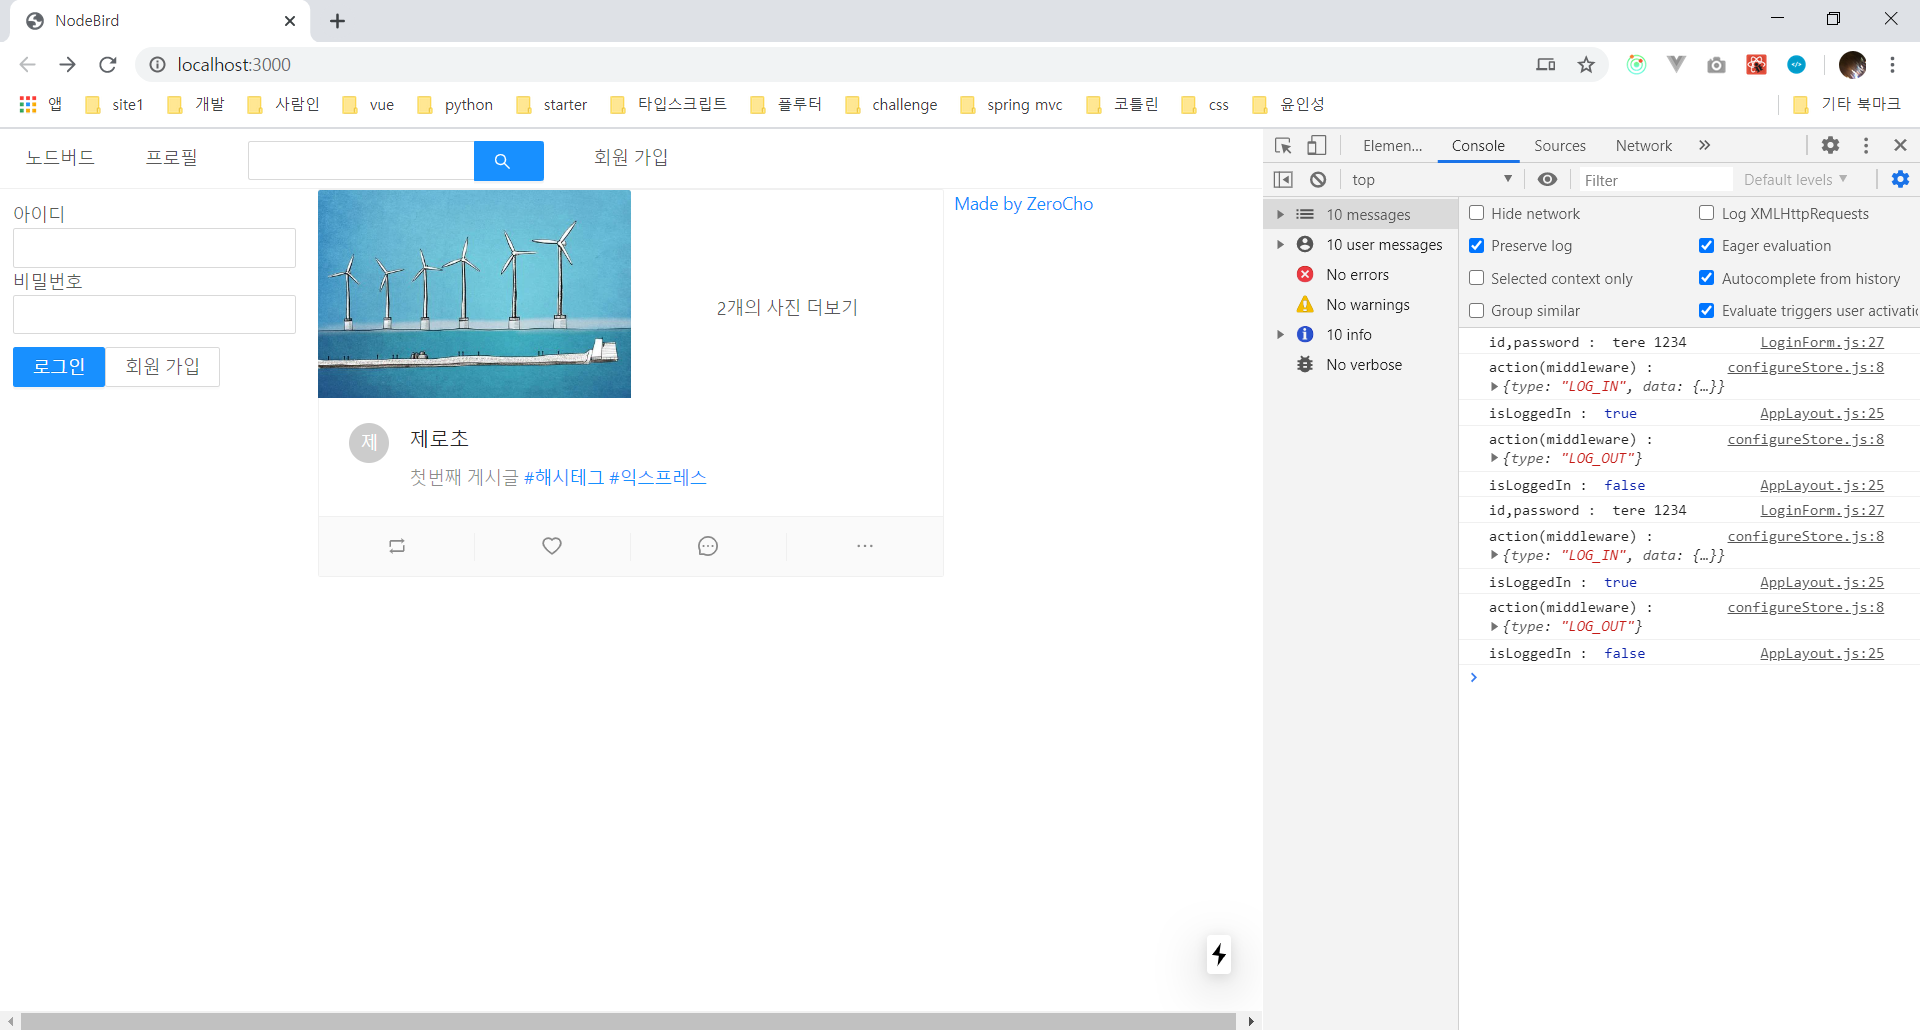 NodeBird
localhost:3000
앱 site1 개발 사람인 vue python starter 타입스크립트 플루터 challenge spring mvc 코틀린 css 윤인성 기타 북마크
노드버드 프로필 회원 가입
아이디
비밀번호
로그인 회원 가입
2개의 사진 더보기
제 제로초
첫번째 게시글 #해시태그 #익스프레스
Made by ZeroCho
Elemen... Console Sources Network
top Filter Default levels
10 messages
10 user messages
No errors
No warnings
10 info
No verbose
Hide network Log XMLHttpRequests
Preserve log Eager evaluation
Selected context only Autocomplete from history
Group similar Evaluate triggers user activati
id,password :  tere 1234 LoginForm.js:27
action(middleware) : configureStore.js:8
{type: "LOG_IN", data: {…}}
isLoggedIn :  true AppLayout.js:25
action(middleware) : configureStore.js:8
{type: "LOG_OUT"}
isLoggedIn :  false AppLayout.js:25
id,password :  tere 1234 LoginForm.js:27
action(middleware) : configureStore.js:8
{type: "LOG_IN", data: {…}}
isLoggedIn :  true AppLayout.js:25
action(middleware) : configureStore.js:8
{type: "LOG_OUT"}
isLoggedIn :  false AppLayout.js:25